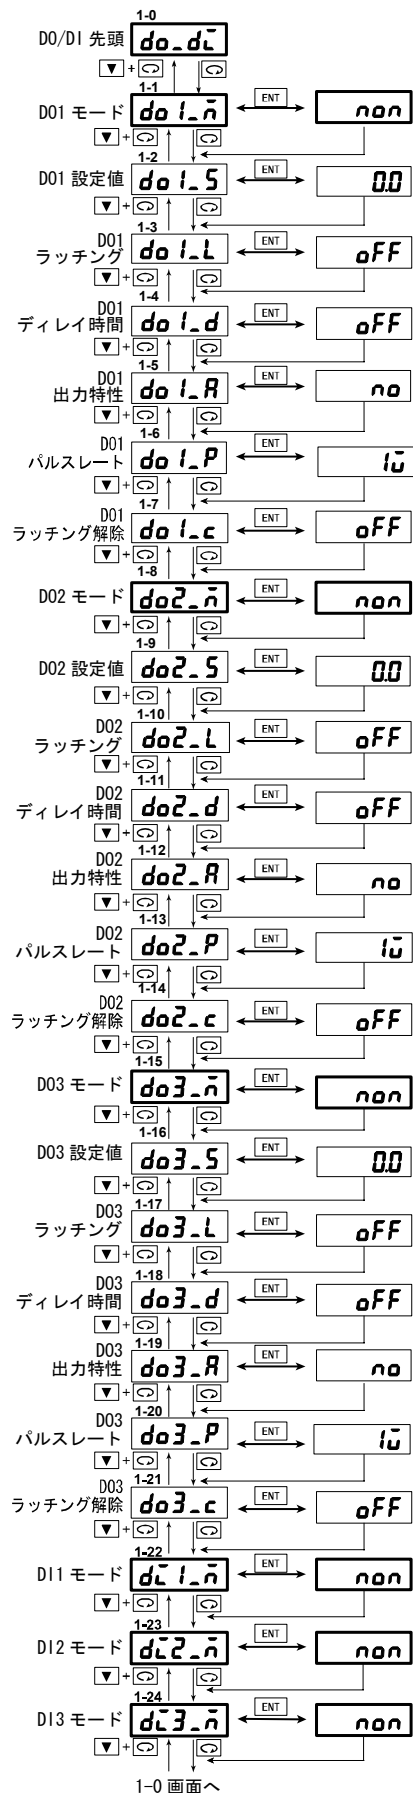 1-0
DO/DI 先頭 do_di
▼ + 
1-1
DO1 モード do1_m ENT non
▼ + 
1-2
DO1 設定値 do1_S ENT 0.0
▼ + 
1-3
DO1
ラッチング do1_L ENT oFF
▼ + 
1-4
DO1
ディレイ時間 do1_d ENT oFF
▼ + 
1-5
DO1
出力特性 do1_A ENT no
▼ + 
1-6
DO1
パルスレート do1_P ENT 1w
▼ + 
1-7
DO1
ラッチング解除 do1_c ENT oFF
▼ + 
1-8
DO2 モード do2_m ENT non
▼ + 
1-9
DO2 設定値 do2_S ENT 0.0
▼ + 
1-10
DO2
ラッチング do2_L ENT oFF
▼ + 
1-11
DO2
ディレイ時間 do2_d ENT oFF
▼ + 
1-12
DO2
出力特性 do2_A ENT no
▼ + 
1-13
DO2
パルスレート do2_P ENT 1w
▼ + 
1-14
DO2
ラッチング解除 do2_c ENT oFF
▼ + 
1-15
DO3 モード do3_m ENT non
▼ + 
1-16
DO3 設定値 do3_S ENT 0.0
▼ + 
1-17
DO3
ラッチング do3_L ENT oFF
▼ + 
1-18
DO3
ディレイ時間 do3_d ENT oFF
▼ + 
1-19
DO3
出力特性 do3_A ENT no
▼ + 
1-20
DO3
パルスレート do3_P ENT 1w
▼ + 
1-21
DO3
ラッチング解除 do3_c ENT oFF
▼ + 
1-22
DI1 モード di1_m ENT non
▼ + 
1-23
DI2 モード di2_m ENT non
▼ + 
1-24
DI3 モード di3_m ENT non
▼ + 
1-0 画面へ